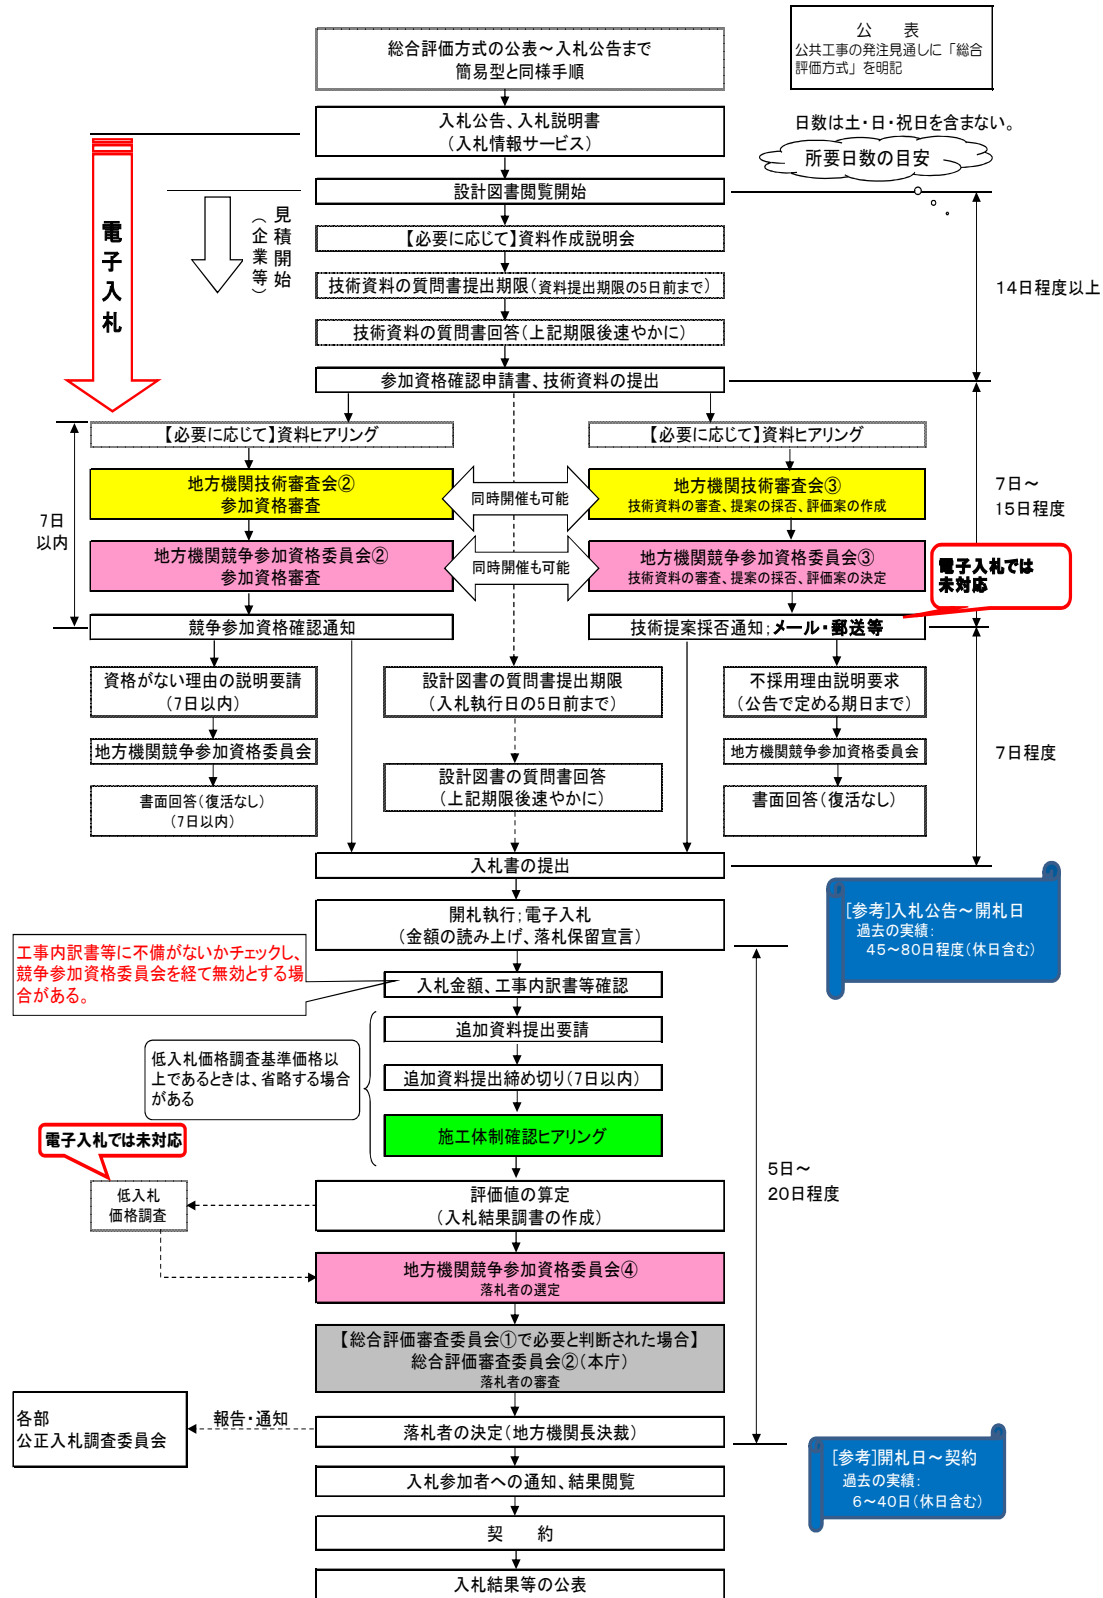 総合評価方式の公表～入札公告まで
簡易型と同様手順
公　表
公共工事の発注見通しに「総合
評価方式」を明記
入札公告、入札説明書
(入札情報サービス)
日数は土・日・祝日を含まない。
所要日数の目安
設計図書閲覧開始
電子入札
見積開始
(企業等)
【必要に応じて】資料作成説明会
技術資料の質問書提出期限(資料提出期限の5日前まで)
14日程度以上
技術資料の質問書回答(上記期限後速やかに)
参加資格確認申請書、技術資料の提出
【必要に応じて】資料ヒアリング
【必要に応じて】資料ヒアリング
地方機関技術審査会②
参加資格審査
同時開催も可能
地方機関技術審査会③
技術資料の審査、提案の採否、評価案の作成
7日～
15日程度
7日
以内
地方機関競争参加資格委員会②
参加資格審査
同時開催も可能
地方機関競争参加資格委員会③
技術資料の審査、提案の採否、評価案の決定
電子入札では
未対応
競争参加資格確認通知
技術提案採否通知;メール・郵送等
資格がない理由の説明要請
(7日以内)
設計図書の質問書提出期限
(入札執行日の5日前まで)
不採用理由説明要求
(公告で定める期日まで)
地方機関競争参加資格委員会
地方機関競争参加資格委員会
7日程度
書面回答(復活なし)
(7日以内)
設計図書の質問書回答
(上記期限後速やかに)
書面回答(復活なし)
入札書の提出
[参考]入札公告～開札日
過去の実績:
45～80日程度(休日含む)
開札執行;電子入札
(金額の読み上げ、落札保留宣言)
工事内訳書等に不備がないかチェックし、
競争参加資格委員会を経て無効とする場
合がある。
入札金額、工事内訳書等確認
追加資料提出要請
低入札価格調査基準価格以
上であるときは、省略する場合
がある
追加資料提出締め切り(7日以内)
施工体制確認ヒアリング
電子入札では未対応
5日～
20日程度
低入札
価格調査
評価値の算定
(入札結果調書の作成)
地方機関競争参加資格委員会④
落札者の選定
【総合評価審査委員会①で必要と判断された場合】
総合評価審査委員会②(本庁)
落札者の審査
各部
公正入札調査委員会
報告・通知
落札者の決定(地方機関長決裁)
[参考]開札日～契約
過去の実績:
6～40日(休日含む)
入札参加者への通知、結果閲覧
契　約
入札結果等の公表